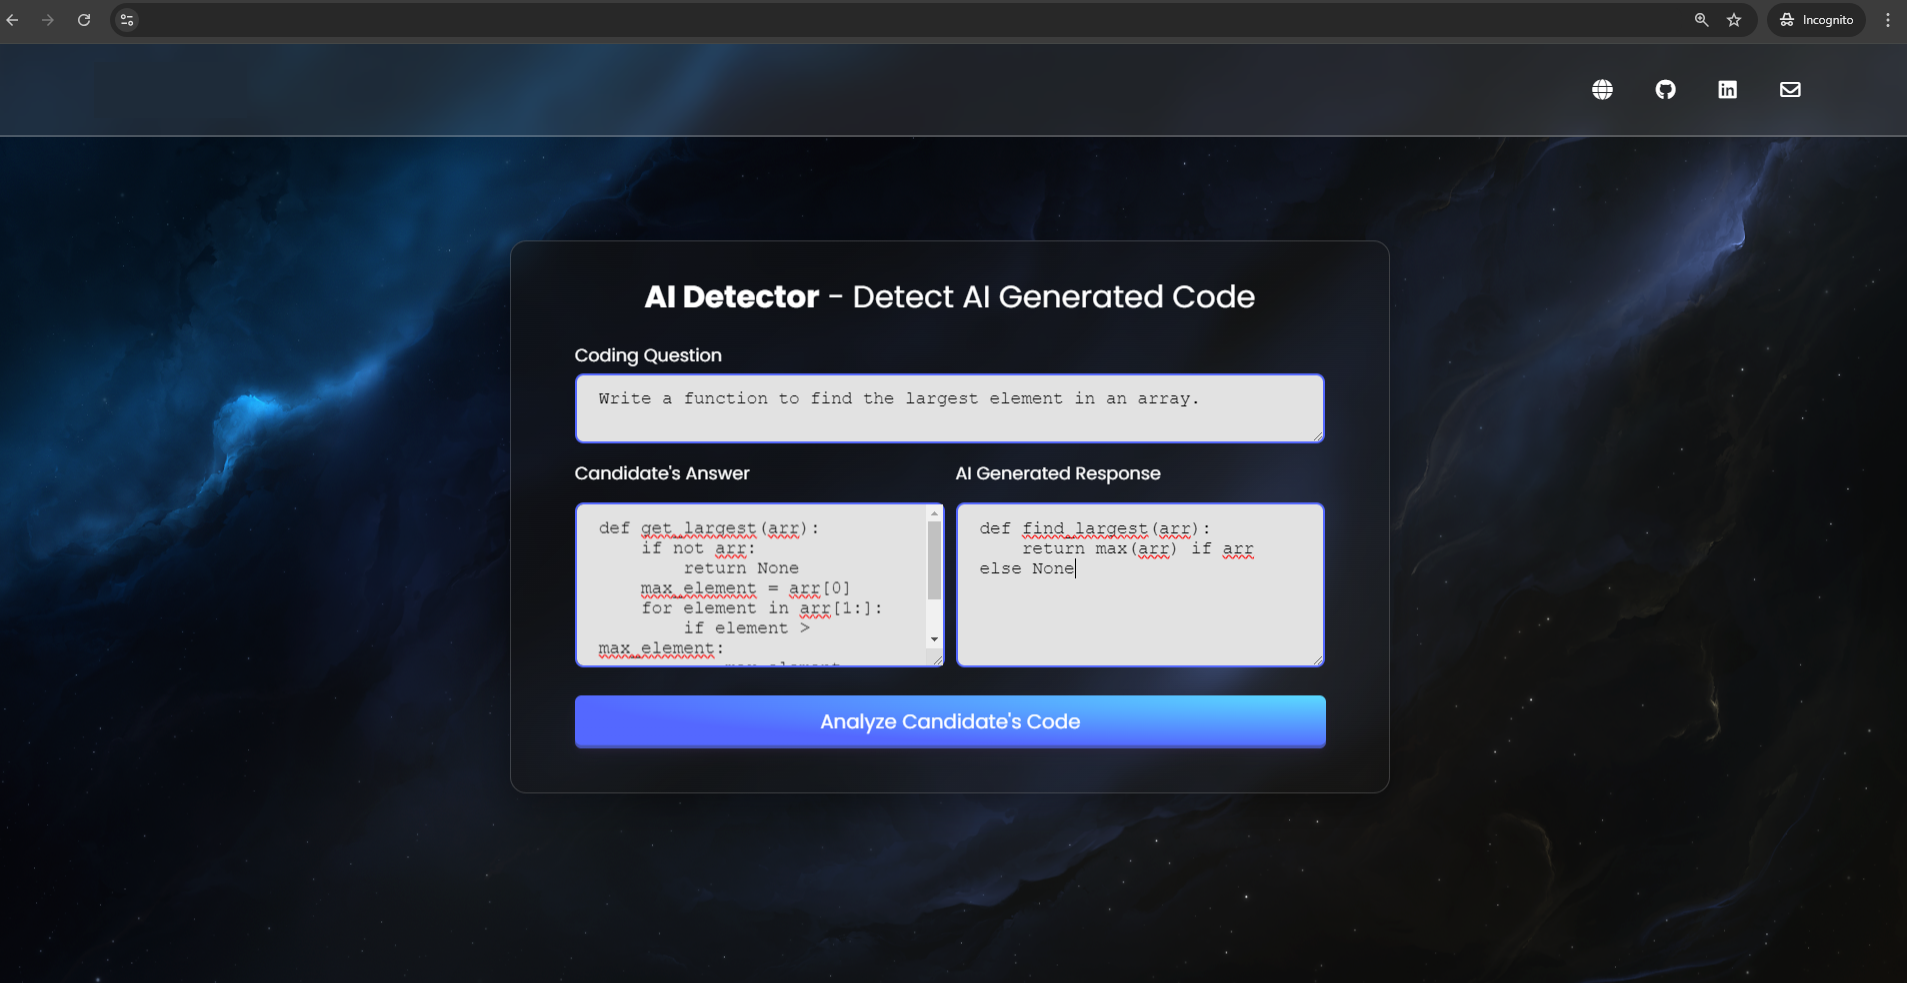 Incognito
AI Detector - Detect AI Generated Code
Coding Question
Write a function to find the largest element in an array.
Candidate's Answer
def get_largest(arr):
    if not arr:
        return None
    max_element = arr[0]
    for element in arr[1:]:
        if element >
max_element:
            max_element
AI Generated Response
def find_largest(arr):
    return max(arr) if arr
else None
Analyze Candidate's Code